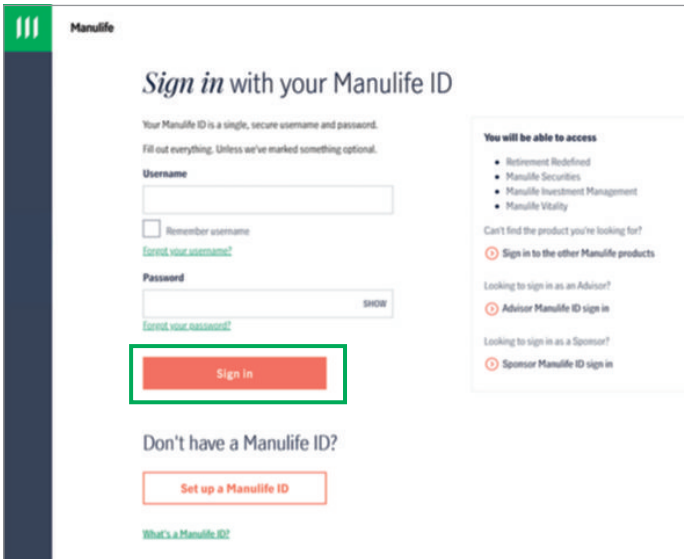 Manulife
Sign in with your Manulife ID
Your Manulife ID is a single, secure username and password.
Fill out everything. Unless we've marked something optional.
Username
Remember username
Forgot your username?
Password
SHOW
Forgot your password?
Sign in
Don't have a Manulife ID?
Set up a Manulife ID
What's a Manulife ID?
You will be able to access
• Retirement Redefined
• Manulife Securities
• Manulife Investment Management
• Manulife Vitality
Can't find the product you're looking for?
Sign in to the other Manulife products
Looking to sign in as an Advisor?
Advisor Manulife ID sign in
Looking to sign in as a Sponsor?
Sponsor Manulife ID sign in